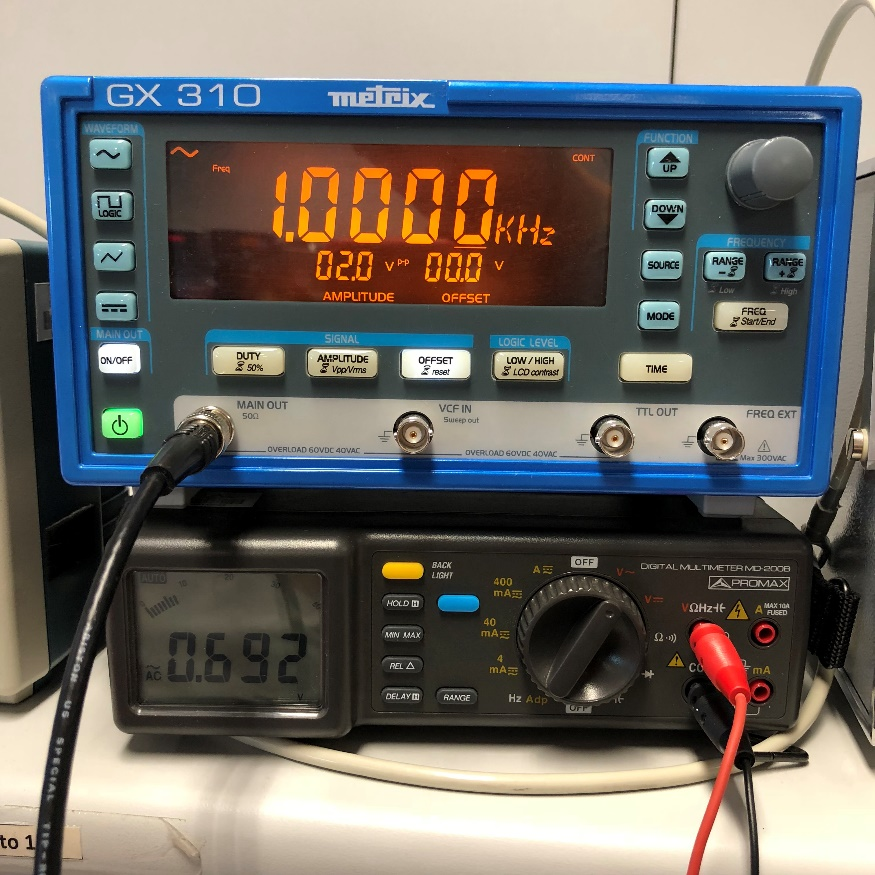 GX 310 metrix
WAVEFORM
LOGIC
MAIN OUT
ON/OFF
Freq
CONT
1.0000 KHz
02.0 V P-P 00.0 V
AMPLITUDE OFFSET
FUNCTION
UP
DOWN
SOURCE
MODE
FREQUENCY
RANGE - RANGE +
Low High
FREQ
Start/End
SIGNAL
DUTY
50%
AMPLITUDE
Vpp/Vrms
OFFSET
reset
LOGIC LEVEL
LOW / HIGH
LCD contrast
TIME
MAIN OUT
50Ω
VCF IN
Sweep out
TTL OUT
FREQ EXT
OVERLOAD 60VDC 40VAC
OVERLOAD 60VDC 40VAC
Max 300VAC
AUTO
AC 0.692 V
BACK
LIGHT
HOLD H
MIN MAX
REL △
DELAY H
RANGE
OFF
A
400
mA
40
mA
4
mA
Hz Adp
OFF
V~
V
Ω
DIGITAL MULTIMETER MD-200B
PROMAX
VΩHz
A MAX 10A
FUSED
mA
to 1